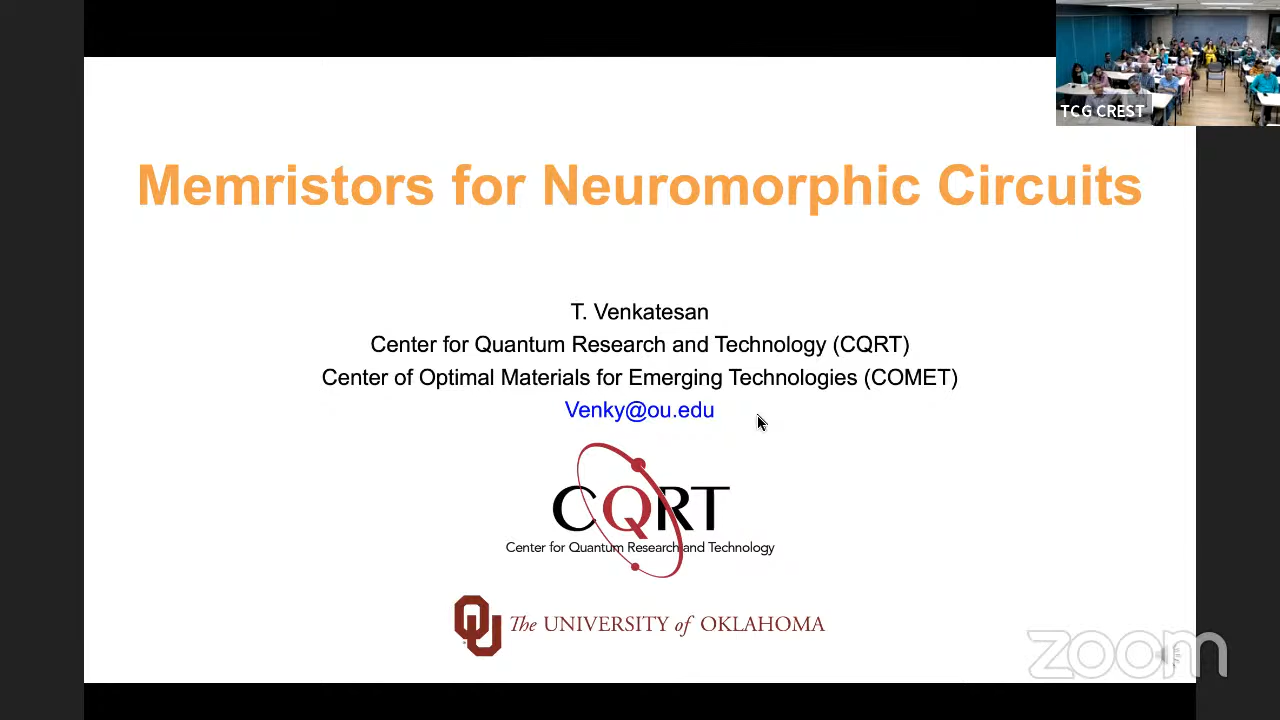 TCG CREST
Memristors for Neuromorphic Circuits
T. Venkatesan
Center for Quantum Research and Technology (CQRT)
Center of Optimal Materials for Emerging Technologies (COMET)
Venky@ou.edu
CQRT
Center for Quantum Research and Technology
OU The UNIVERSITY of OKLAHOMA
zoom